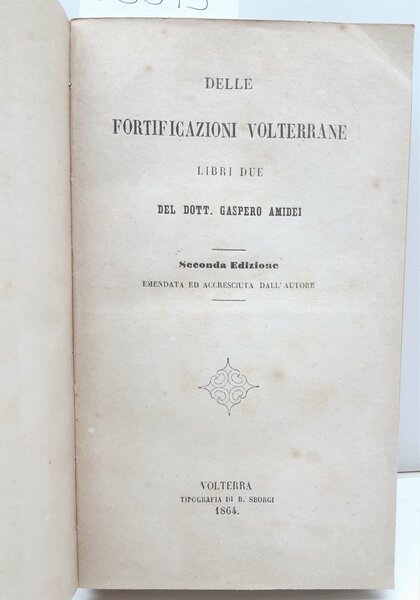 DELLE
FORTIFICAZIONI VOLTERRANE
LIBRI DUE
DEL DOTT. GASPERO AMIDEI
Seconda Edizione
EMENDATA ED ACCRESCIUTA DALL'AUTORE
VOLTERRA
TIPOGRAFIA DI B. SBORGI
1864.